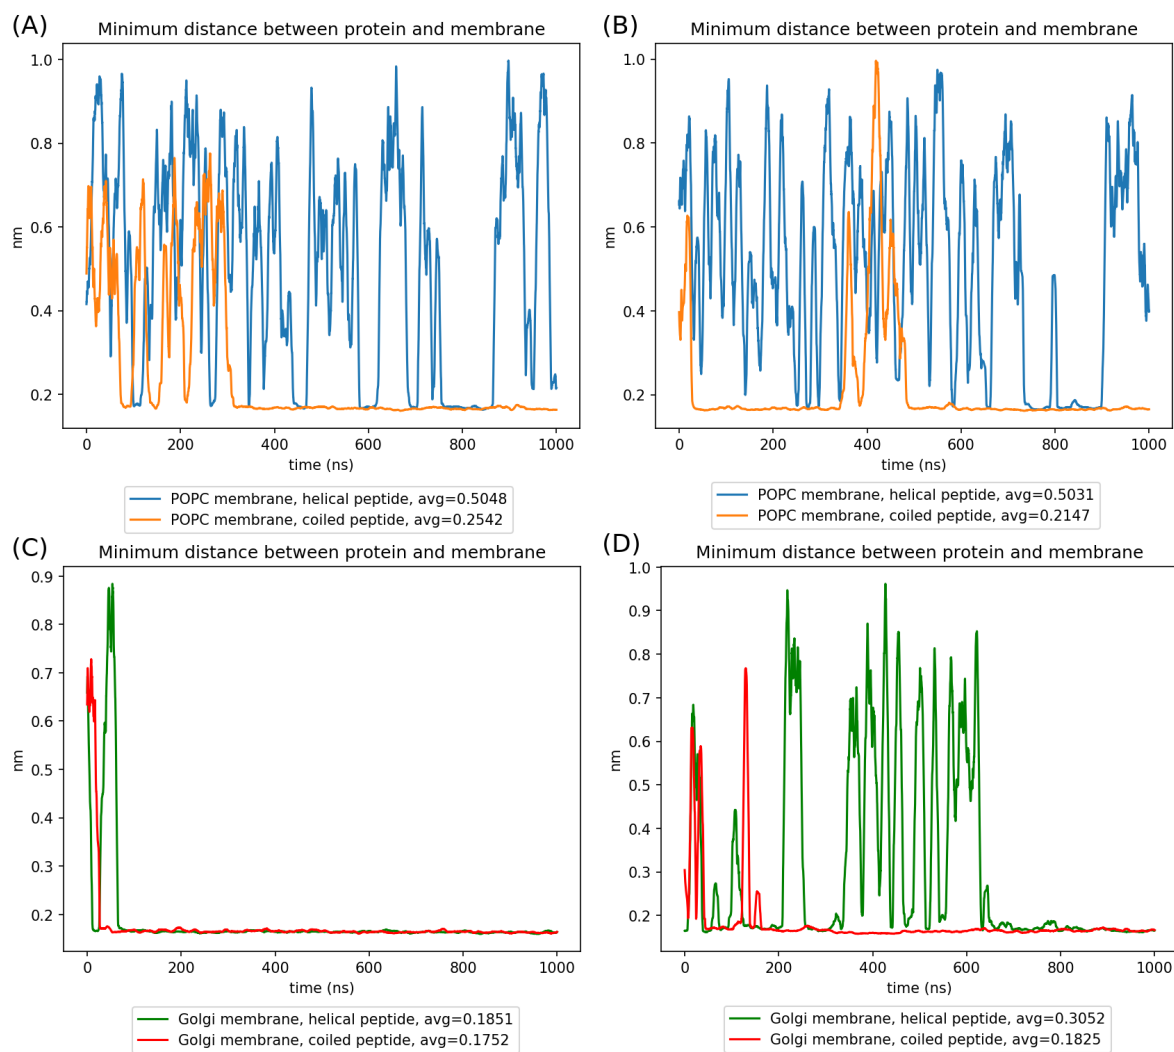 (A)
Minimum distance between protein and membrane
1.0
0.8
0.6
0.4
0.2
nm
0 200 400 600 800 1000
time (ns)
POPC membrane, helical peptide, avg=0.5048
POPC membrane, coiled peptide, avg=0.2542
(B)
Minimum distance between protein and membrane
1.0
0.8
0.6
0.4
0.2
nm
0 200 400 600 800 1000
time (ns)
POPC membrane, helical peptide, avg=0.5031
POPC membrane, coiled peptide, avg=0.2147
(C)
Minimum distance between protein and membrane
0.9
0.8
0.7
0.6
0.5
0.4
0.3
0.2
nm
0 200 400 600 800 1000
time (ns)
Golgi membrane, helical peptide, avg=0.1851
Golgi membrane, coiled peptide, avg=0.1752
(D)
Minimum distance between protein and membrane
1.0
0.9
0.8
0.7
0.6
0.5
0.4
0.3
0.2
nm
0 200 400 600 800 1000
time (ns)
Golgi membrane, helical peptide, avg=0.3052
Golgi membrane, coiled peptide, avg=0.1825